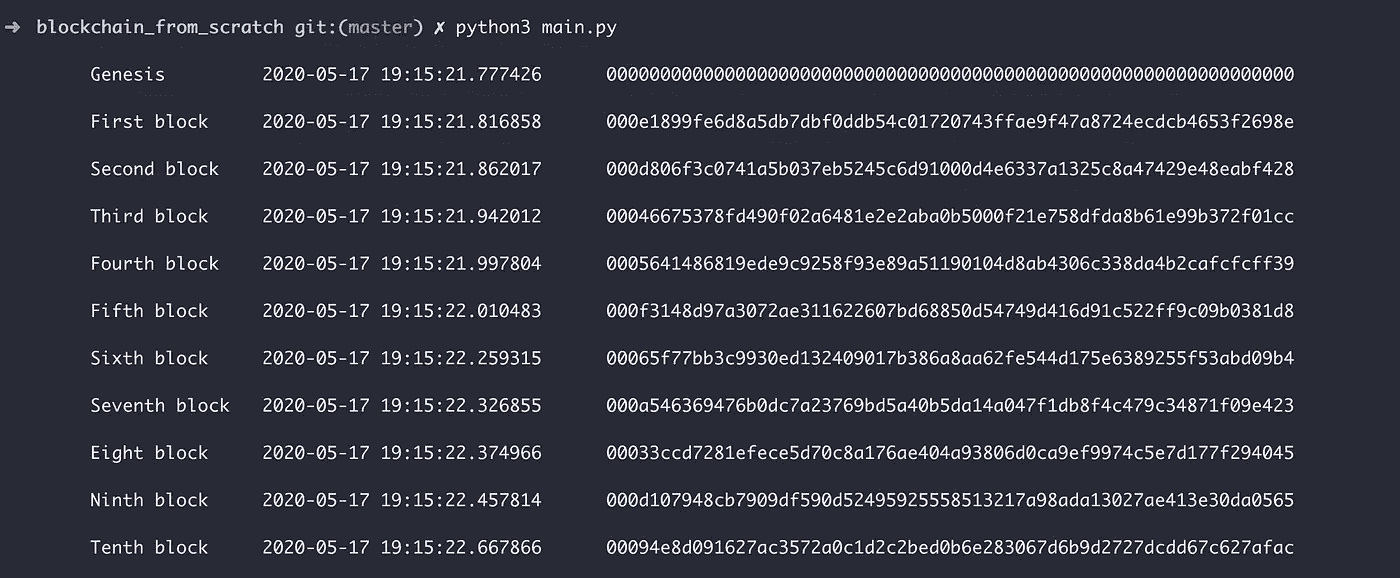 ➜ blockchain_from_scratch git:(master) ✗ python3 main.py
Genesis 2020-05-17 19:15:21.777426 0000000000000000000000000000000000000000000000000000000000000000
First block 2020-05-17 19:15:21.816858 000e1899fe6d8a5db7dbf0ddb54c01720743ffae9f47a8724ecdcb4653f2698e
Second block 2020-05-17 19:15:21.862017 000d806f3c0741a5b037eb5245c6d91000d4e6337a1325c8a47429e48eabf428
Third block 2020-05-17 19:15:21.942012 00046675378fd490f02a6481e2e2aba0b5000f21e758dfda8b61e99b372f01cc
Fourth block 2020-05-17 19:15:21.997804 0005641486819ede9c9258f93e89a51190104d8ab4306c338da4b2cafcfcff39
Fifth block 2020-05-17 19:15:22.010483 000f3148d97a3072ae311622607bd68850d54749d416d91c522ff9c09b0381d8
Sixth block 2020-05-17 19:15:22.259315 00065f77bb3c9930ed132409017b386a8aa62fe544d175e6389255f53abd09b4
Seventh block 2020-05-17 19:15:22.326855 000a546369476b0dc7a23769bd5a40b5da14a047f1db8f4c479c34871f09e423
Eight block 2020-05-17 19:15:22.374966 00033ccd7281efece5d70c8a176ae404a93806d0ca9ef9974c5e7d177f294045
Ninth block 2020-05-17 19:15:22.457814 000d107948cb7909df590d52495925558513217a98ada13027ae413e30da0565
Tenth block 2020-05-17 19:15:22.667866 00094e8d091627ac3572a0c1d2c2bed0b6e283067d6b9d2727dcdd67c627afac